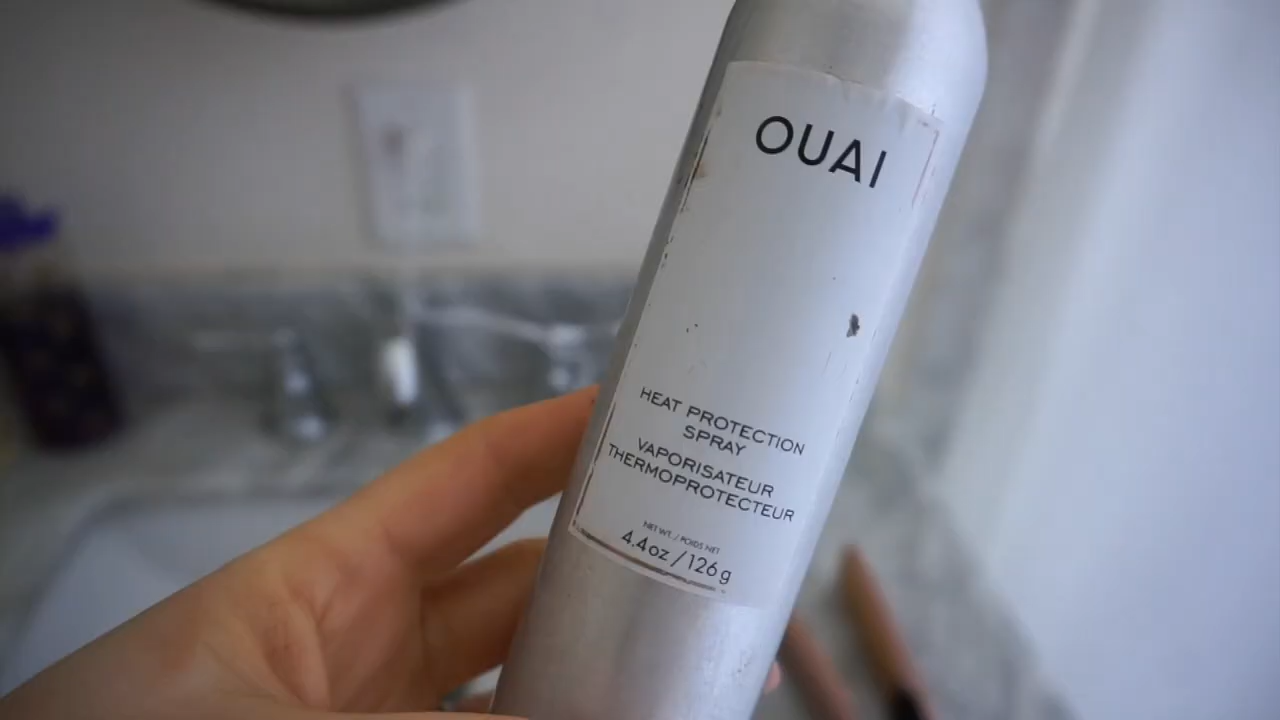 OUAI
HEAT PROTECTION
SPRAY
VAPORISATEUR
THERMOPROTECTEUR
NET WT. / POIDS NET
4.4oz / 126g